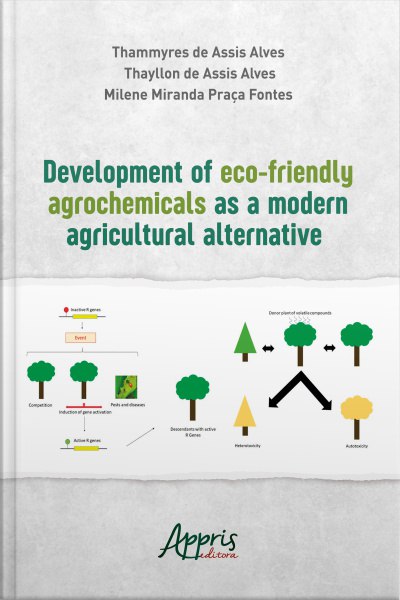 Thammyres de Assis Alves
Thayllon de Assis Alves
Milene Miranda Praça Fontes
Development of eco-friendly
agrochemicals as a modern
agricultural alternative
Inactive R genes
Event
Competition
Pests and diseases
Induction of gene activation
Active R genes
Descendants with active
R Genes
Donor plant of volatile compounds
Heterotoxicity
Autotoxicity
Appris
editora